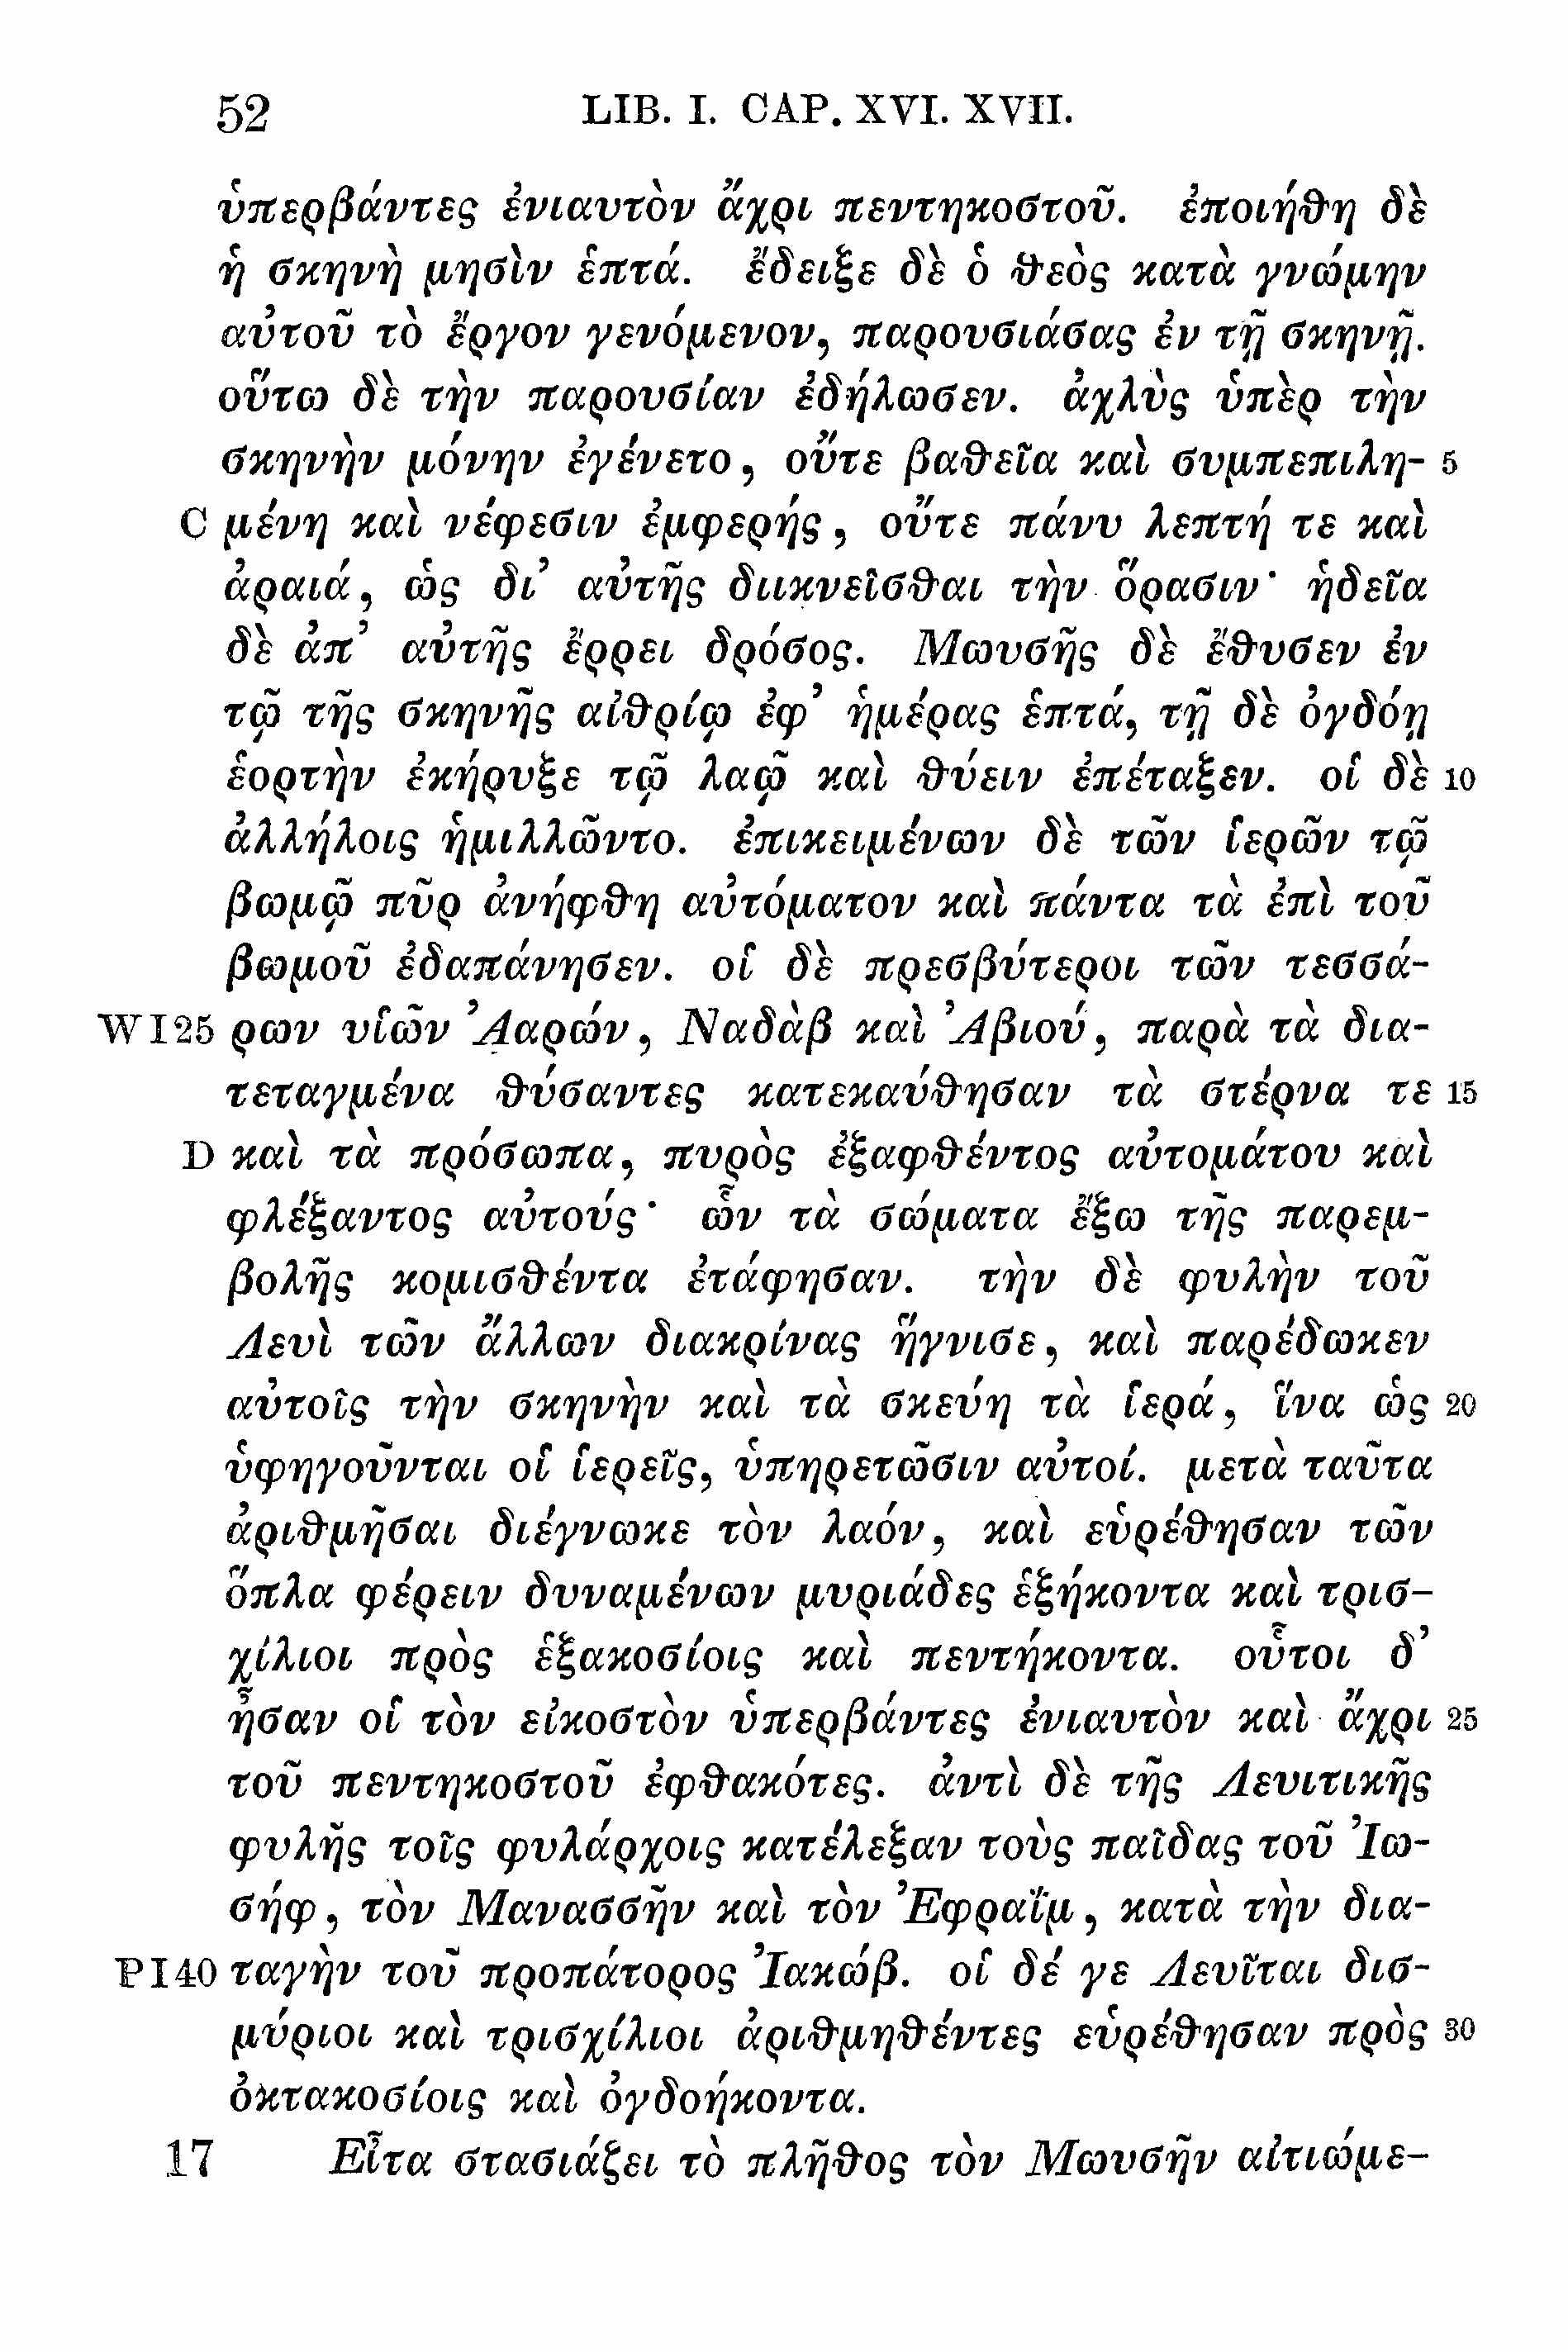 52 LIB. I. CAP. XVI. XVII.
ὑπερβάντες ἐνιαυτὸν ἄχρι πεντηκοστοῦ. ἐποιήθη δὲ
ἡ σκηνὴ μησὶν ἑπτά. ἔδειξε δὲ ὁ θεὸς κατὰ γνώμην
αὐτοῦ τὸ ἔργον γενόμενον, παρουσιάσας ἐν τῇ σκηνῇ.
οὕτω δὲ τὴν παρουσίαν ἐδήλωσεν. ἀχλὺς ὑπὲρ τὴν
σκηνὴν μόνην ἐγένετο, οὔτε βαθεῖα καὶ συμπεπιλη- 5
C μένη καὶ νέφεσιν ἐμφερής, οὔτε πάνυ λεπτή τε καὶ
ἀραιά, ὡς δι’ αὐτῆς διικνεῖσθαι τὴν ὅρασιν· ἡδεῖα
δὲ ἀπ’ αὐτῆς ἔρρει δρόσος. Μωυσῆς δὲ ἔθυσεν ἐν
τῷ τῆς σκηνῆς αἰθρίῳ ἐφ’ ἡμέρας ἑπτά, τῇ δὲ ὀγδόῃ
ἑορτὴν ἐκήρυξε τῷ λαῷ καὶ θύειν ἐπέταξεν. οἱ δὲ 10
ἀλλήλοις ἡμιλλῶντο. ἐπικειμένων δὲ τῶν ἱερῶν τῷ
βωμῷ πῦρ ἀνήφθη αὐτόματον καὶ πάντα τὰ ἐπὶ τοῦ
βωμοῦ ἐδαπάνησεν. οἱ δὲ πρεσβύτεροι τῶν τεσσά-
W I 25 ρων υἱῶν Ἀαρών, Ναδὰβ καὶ Ἀβιού, παρὰ τὰ δια-
τεταγμένα θύσαντες κατεκαύθησαν τὰ στέρνα τε 15
D καὶ τὰ πρόσωπα, πυρὸς ἐξαφθέντος αὐτομάτου καὶ
φλέξαντος αὐτούς· ὧν τὰ σώματα ἔξω τῆς παρεμ-
βολῆς κομισθέντα ἐτάφησαν. τὴν δὲ φυλὴν τοῦ
Λευὶ τῶν ἄλλων διακρίνας ἥγνισε, καὶ παρέδωκεν
αὐτοῖς τὴν σκηνὴν καὶ τὰ σκεύη τὰ ἱερά, ἵνα ὡς 20
ὑφηγοῦνται οἱ ἱερεῖς, ὑπηρετῶσιν αὐτοί. μετὰ ταῦτα
ἀριθμῆσαι διέγνωκε τὸν λαόν, καὶ εὑρέθησαν τῶν
ὅπλα φέρειν δυναμένων μυριάδες ἑξήκοντα καὶ τρισ-
χίλιοι πρὸς ἑξακοσίοις καὶ πεντήκοντα. οὗτοι δ’
ἦσαν οἱ τὸν εἰκοστὸν ὑπερβάντες ἐνιαυτὸν καὶ ἄχρι 25
τοῦ πεντηκοστοῦ ἐφθακότες. ἀντὶ δὲ τῆς Λευιτικῆς
φυλῆς τοῖς φυλάρχοις κατέλεξαν τοὺς παῖδας τοῦ Ἰω-
σήφ, τὸν Μανασσῆν καὶ τὸν Ἐφραΐμ, κατὰ τὴν δια-
P I 40 ταγὴν τοῦ προπάτορος Ἰακώβ. οἱ δέ γε Λευῖται δισ-
μύριοι καὶ τρισχίλιοι ἀριθμηθέντες εὑρέθησαν πρὸς 30
ὀκτακοσίοις καὶ ὀγδοήκοντα.
17 Εἶτα στασιάζει τὸ πλῆθος τὸν Μωυσῆν αἰτιώμε-